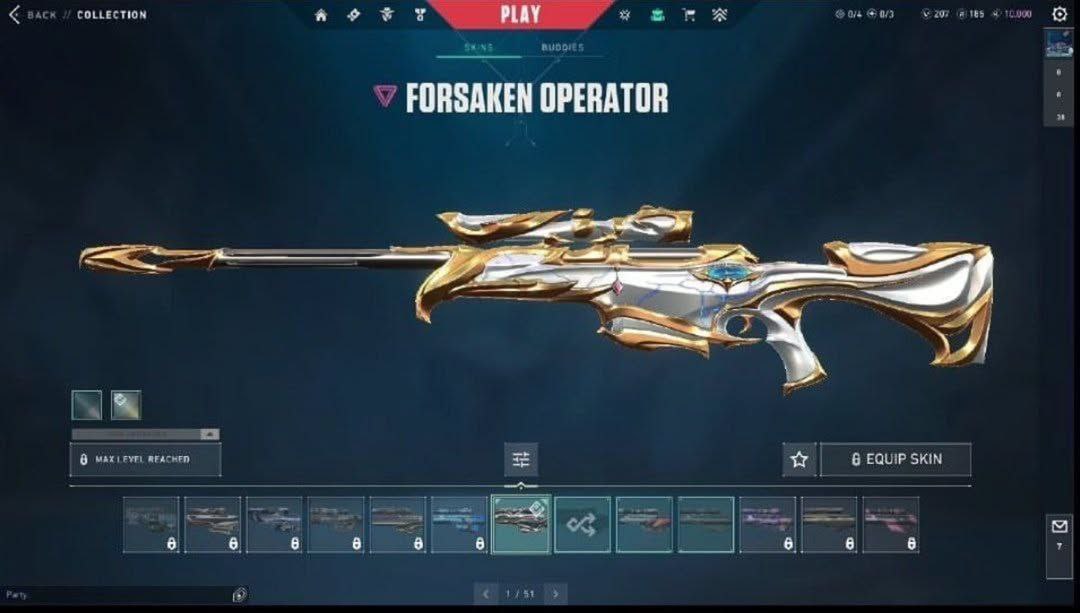 BACK // COLLECTION
PLAY
0/4 0/3 207 185 10,000
SKINS BUDDIES
FORSAKEN OPERATOR
MAX LEVEL REACHED
EQUIP SKIN
7
Party
1 / 51